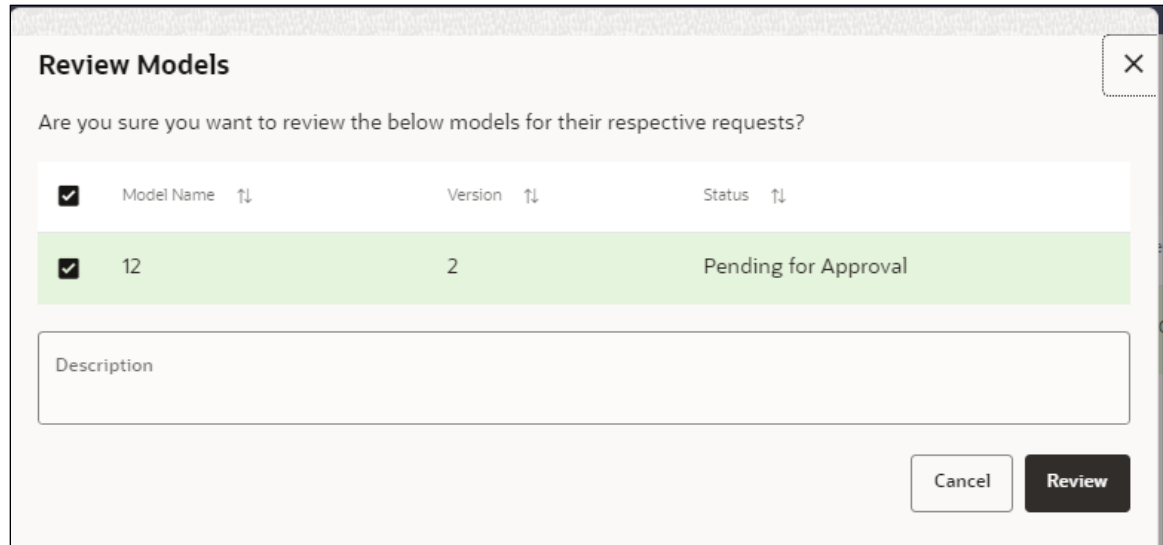 Review Models
Are you sure you want to review the below models for their respective requests?
Model Name Version Status
12 2 Pending for Approval
Description
Cancel Review